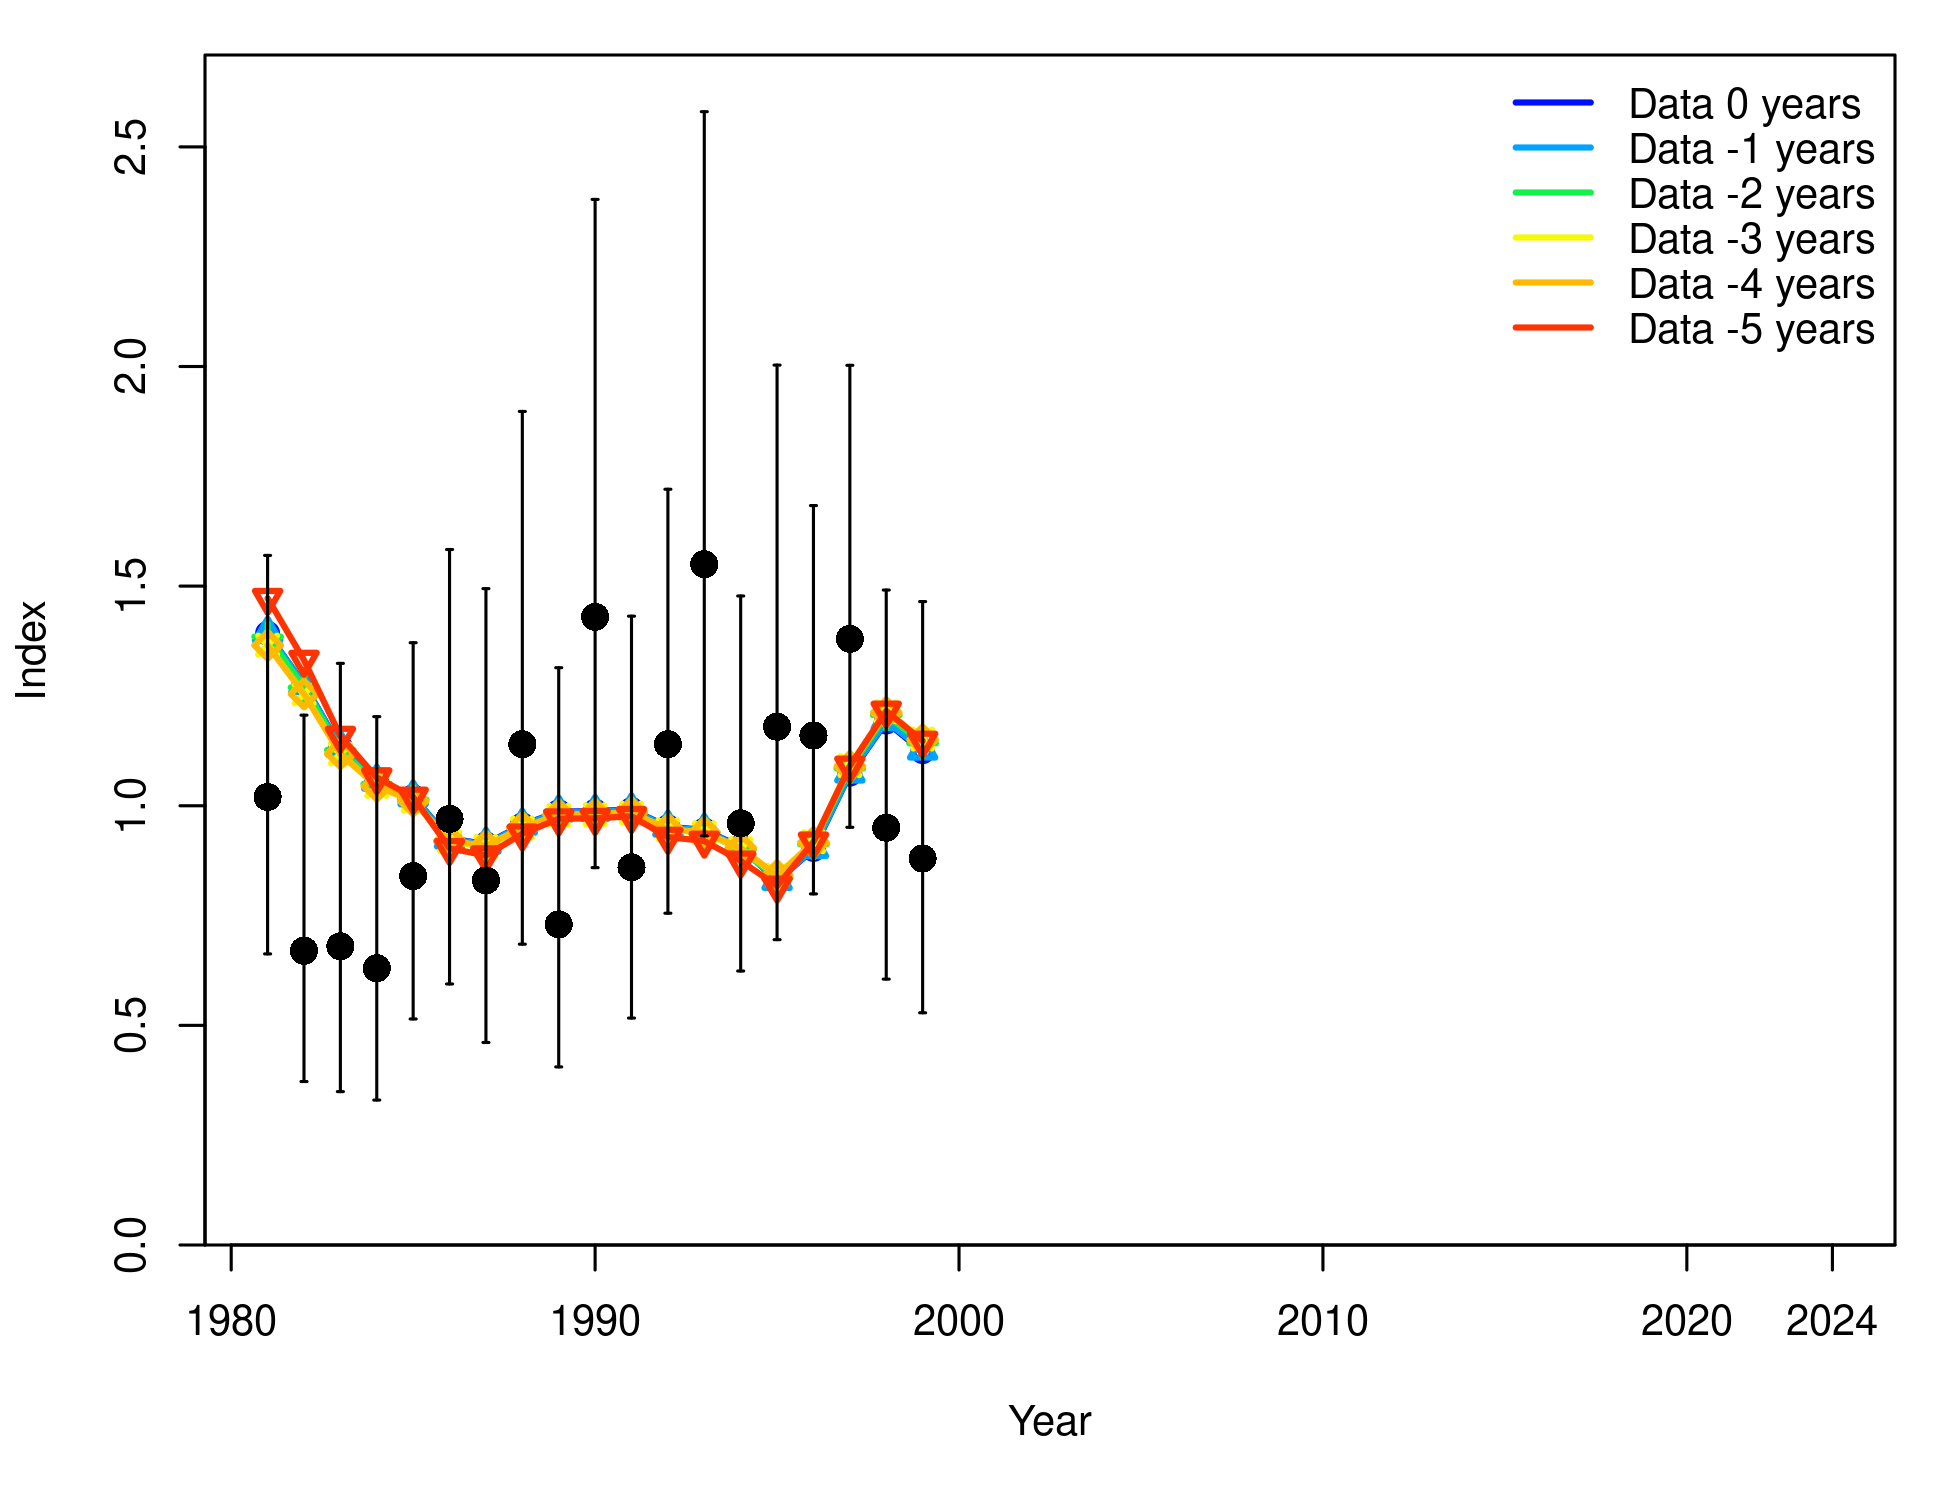 Data 0 years
Data -1 years
Data -2 years
Data -3 years
Data -4 years
Data -5 years
2.5
2.0
1.5
1.0
0.5
0.0
Index
1980 1990 2000 2010 2020 2024
Year